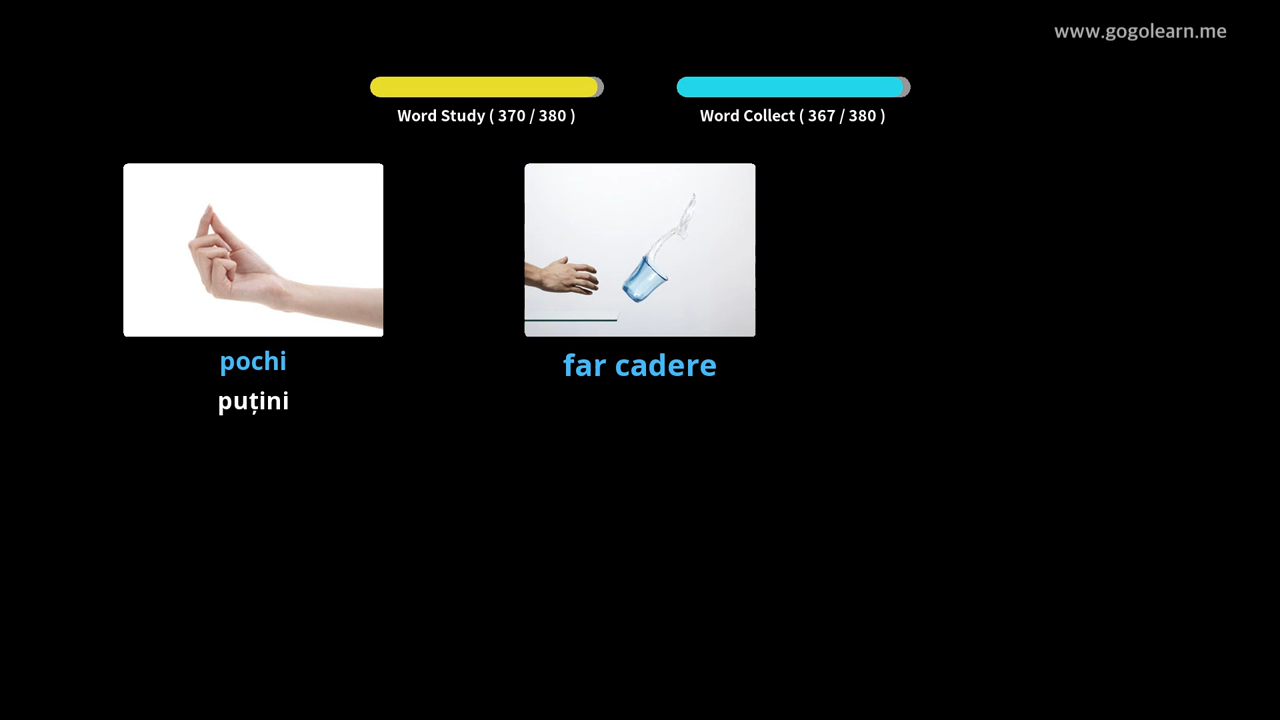 www.gogolearn.me
Word Study ( 370 / 380 )
Word Collect ( 367 / 380 )
pochi
puțini
far cadere